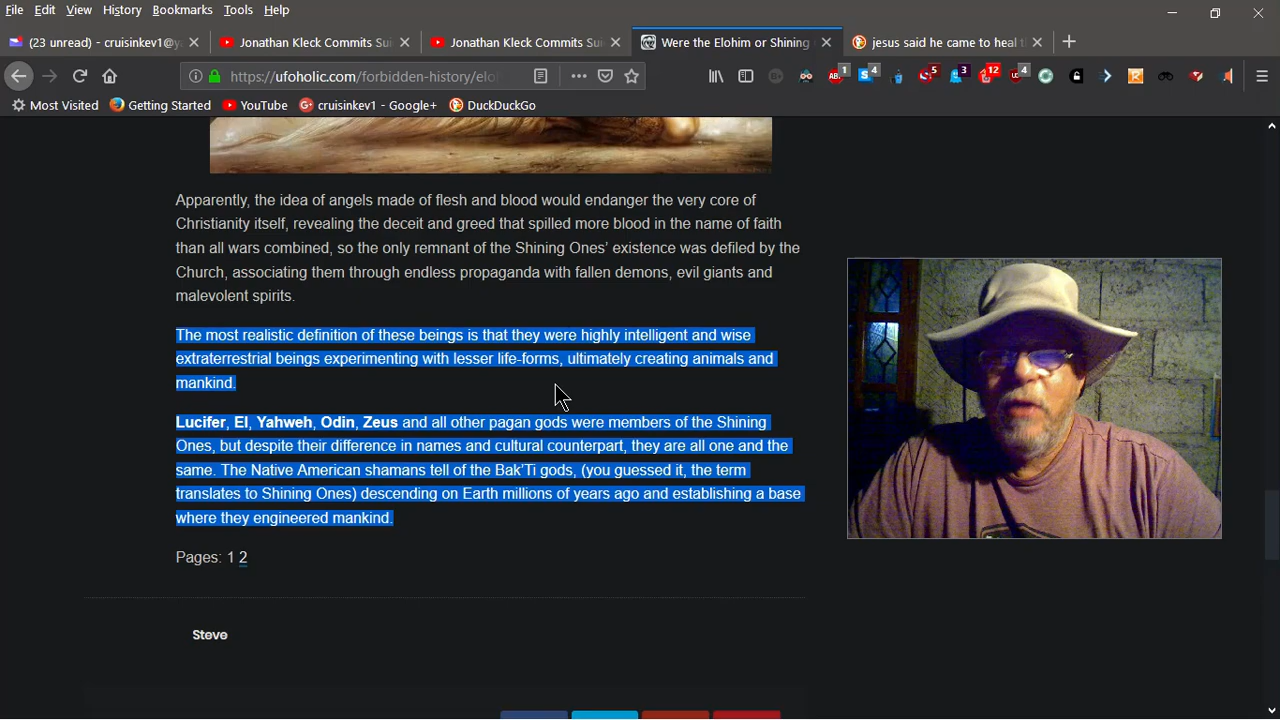 File Edit View History Bookmarks Tools Help
(23 unread) - cruisinkev1@y
Jonathan Kleck Commits Sui
Jonathan Kleck Commits Sui
Were the Elohim or Shining
jesus said he came to heal t
https://ufoholic.com/forbidden-history/elo
1 4 5 3 12 4
Most Visited Getting Started YouTube cruisinkev1 - Google+ DuckDuckGo
Apparently, the idea of angels made of flesh and blood would endanger the very core of
Christianity itself, revealing the deceit and greed that spilled more blood in the name of faith
than all wars combined, so the only remnant of the Shining Ones' existence was defiled by the
Church, associating them through endless propaganda with fallen demons, evil giants and
malevolent spirits.
The most realistic definition of these beings is that they were highly intelligent and wise
extraterrestrial beings experimenting with lesser life-forms, ultimately creating animals and
mankind.
Lucifer, El, Yahweh, Odin, Zeus and all other pagan gods were members of the Shining
Ones, but despite their difference in names and cultural counterpart, they are all one and the
same. The Native American shamans tell of the Bak'Ti gods, (you guessed it, the term
translates to Shining Ones) descending on Earth millions of years ago and establishing a base
where they engineered mankind.
Pages: 1 2
Steve